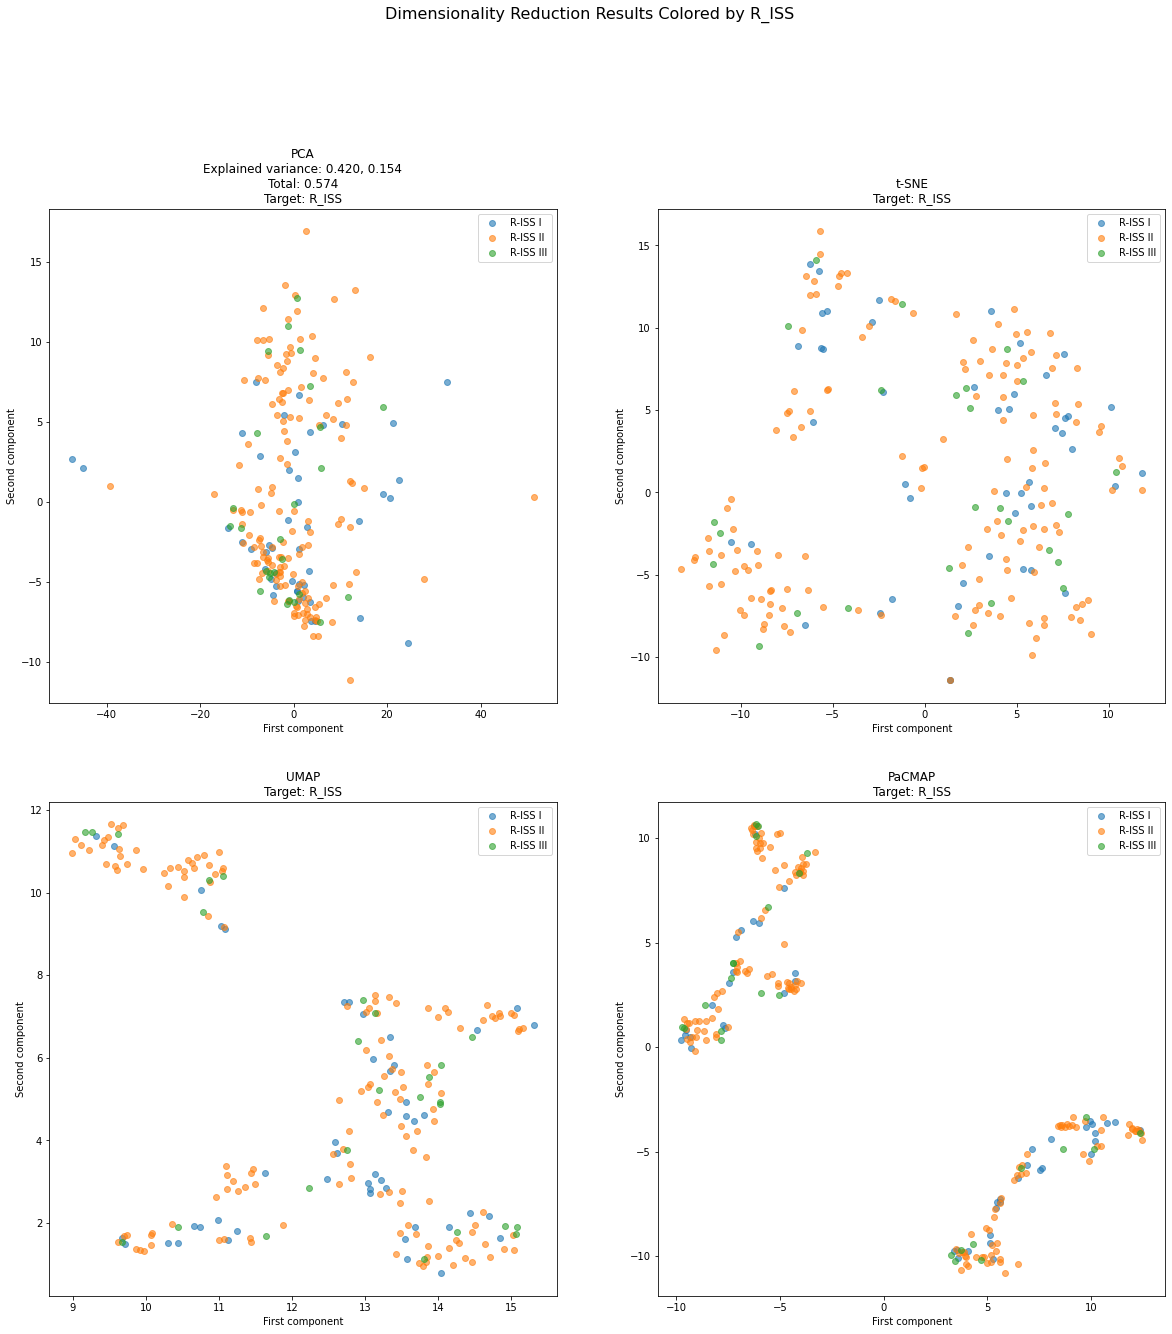 Dimensionality Reduction Results Colored by R_ISS
PCA
Explained variance: 0.420, 0.154
Total: 0.574
Target: R_ISS
R-ISS I
R-ISS II
R-ISS III
15
10
5
0
−5
−10
Second component
−40
−20
0
20
40
First component
t-SNE
Target: R_ISS
R-ISS I
R-ISS II
R-ISS III
15
10
5
0
−5
−10
Second component
−10
−5
0
5
10
First component
UMAP
Target: R_ISS
R-ISS I
R-ISS II
R-ISS III
12
10
8
6
4
2
Second component
9
10
11
12
13
14
15
First component
PaCMAP
Target: R_ISS
R-ISS I
R-ISS II
R-ISS III
10
5
0
−5
−10
Second component
−10
−5
0
5
10
First component